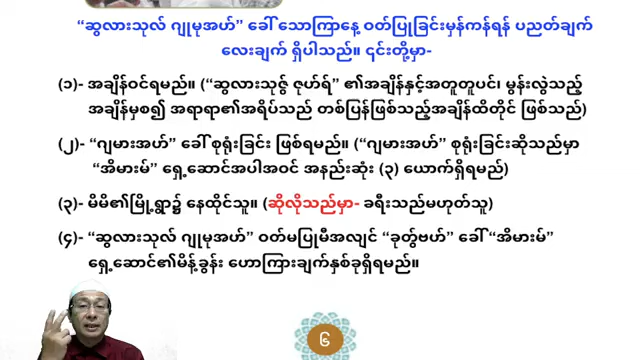 “ဆွလားသုလ် ဂျုမုအဟ်” ခေါ် သောကြာနေ့ ဝတ်ပြုခြင်းမှန်ကန်ရန် ပညတ်ချက်
လေးချက် ရှိပါသည်။ ၎င်းတို့မှာ-
(၁)- အချိန်ဝင်ရမည်။ (“ဆွလားသုဇ် ဇုဟ်ရ်” ၏အချိန်နှင့်အတူတူပင်၊ မွန်းလွဲသည့်
အချိန်မှစ၍ အရာရာ၏အရိပ်သည် တစ်ပြန်ဖြစ်သည့်အချိန်ထိတိုင် ဖြစ်သည်)
(၂)- “ဂျမားအဟ်” ခေါ် စုရုံးခြင်း ဖြစ်ရမည်။ (“ဂျမားအဟ်” စုရုံးခြင်းဆိုသည်မှာ
“အိမားမ်” ရှေ့ဆောင်အပါအဝင် အနည်းဆုံး (၃) ယောက်ရှိရမည်)
(၃)- မိမိ၏မြို့ရွာ၌ နေထိုင်သူ။ (ဆိုလိုသည်မှာ- ခရီးသည်မဟုတ်သူ)
(၄)- “ဆွလားသုလ် ဂျုမုအဟ်” ဝတ်မပြုမီအလျင် “ခုတွ်ဗဟ်” ခေါ် “အိမားမ်”
ရှေ့ဆောင်၏မိန့်ခွန်း ဟောကြားချက်နှစ်ခုရှိရမည်။
၆